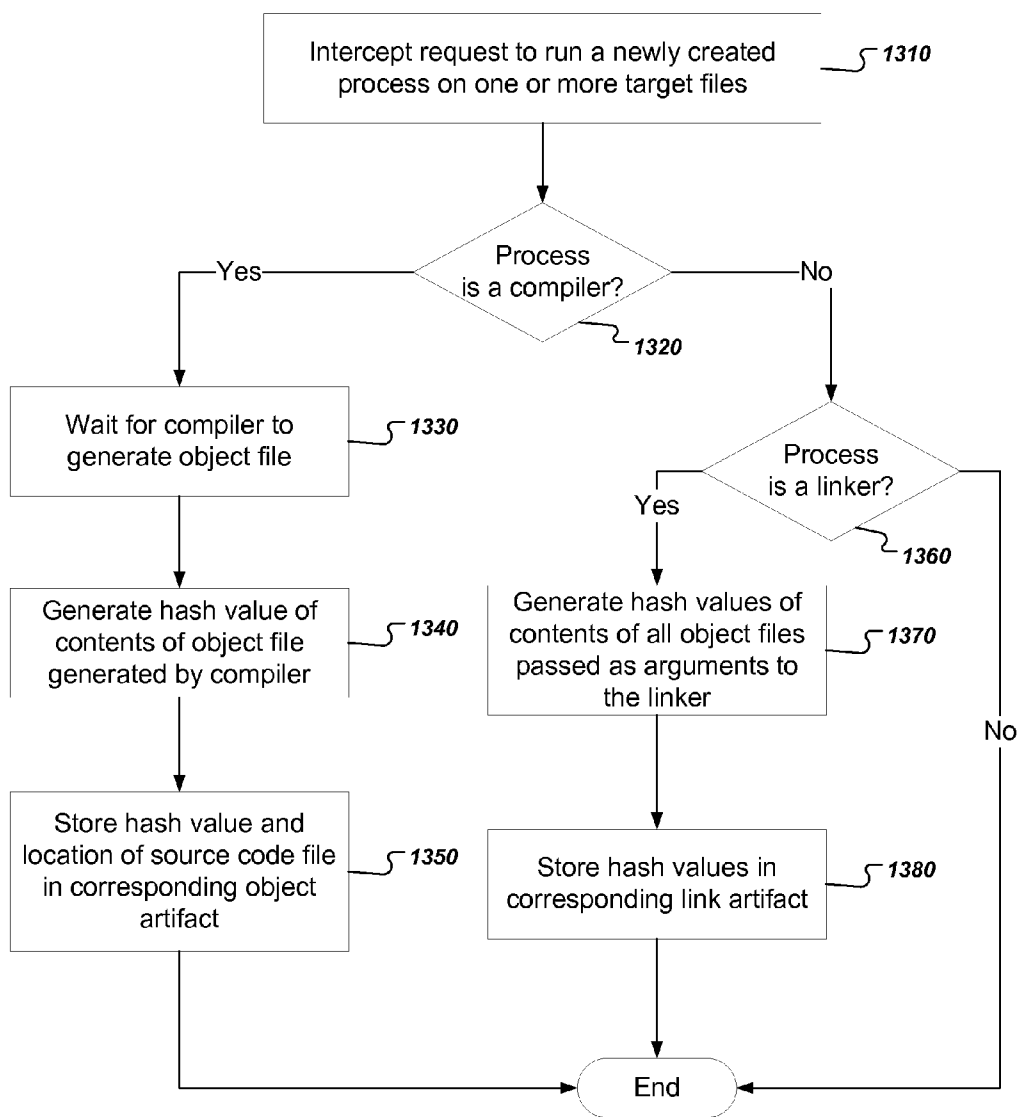 Intercept request to run a newly created
process on one or more target files
1310
Process
is a compiler?
1320
Yes
No
Wait for compiler to
generate object file
1330
Process
is a linker?
1360
Yes
No
Generate hash value of
contents of object file
generated by compiler
1340
Generate hash values of
contents of all object files
passed as arguments to
the linker
1370
Store hash value and
location of source code file
in corresponding object
artifact
1350
Store hash values in
corresponding link artifact
1380
End